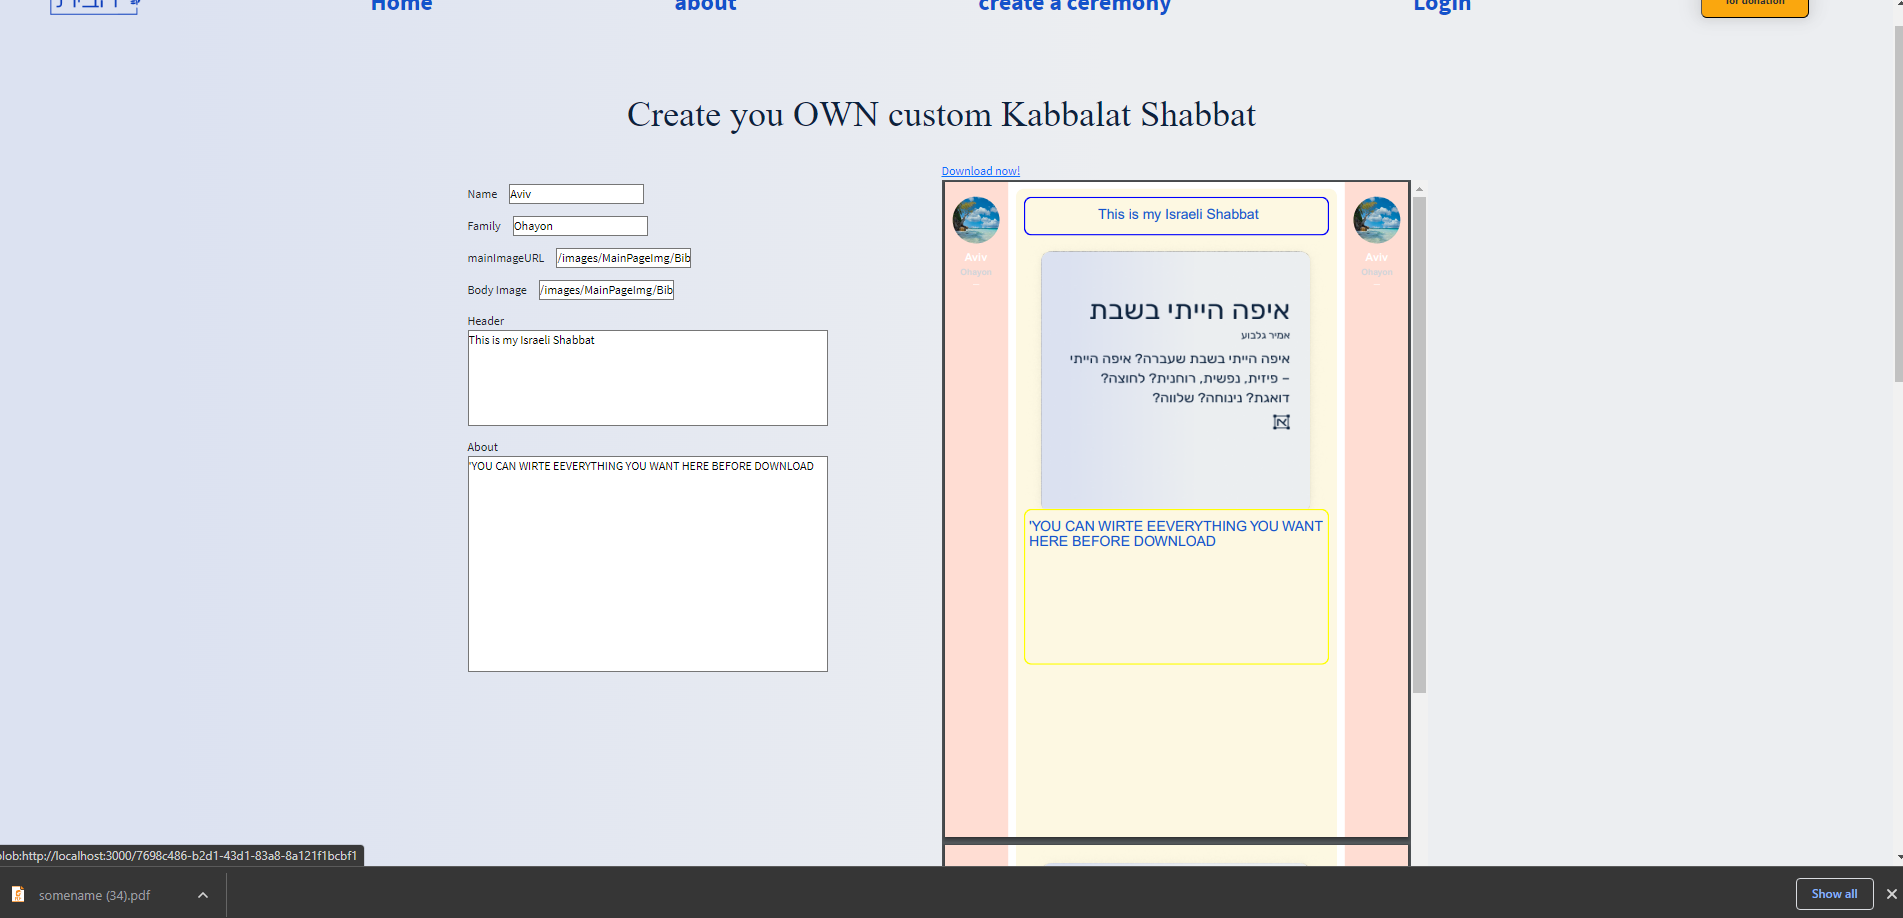 הבית
Home
about
create a ceremony
Login
for donation
Create you OWN custom Kabbalat Shabbat
Download now!
Name
Aviv
Family
Ohayon
mainImageURL
/images/MainPageImg/Bib
Body Image
/images/MainPageImg/Bib
Header
This is my Israeli Shabbat
About
'YOU CAN WIRTE EEVERYTHING YOU WANT HERE BEFORE DOWNLOAD
Aviv
Ohayon
This is my Israeli Shabbat
איפה הייתי בשבת
אמיר גלבוע
איפה הייתי בשבת שעברה? איפה הייתי
– פיזית, נפשית, רוחנית? לחוצה?
דואגת? נינוחה? שלווה?
'YOU CAN WIRTE EEVERYTHING YOU WANT
HERE BEFORE DOWNLOAD
Aviv
Ohayon
blob:http://localhost:3000/7698c486-b2d1-43d1-83a8-8a121f1bcbf1
somename (34).pdf
Show all